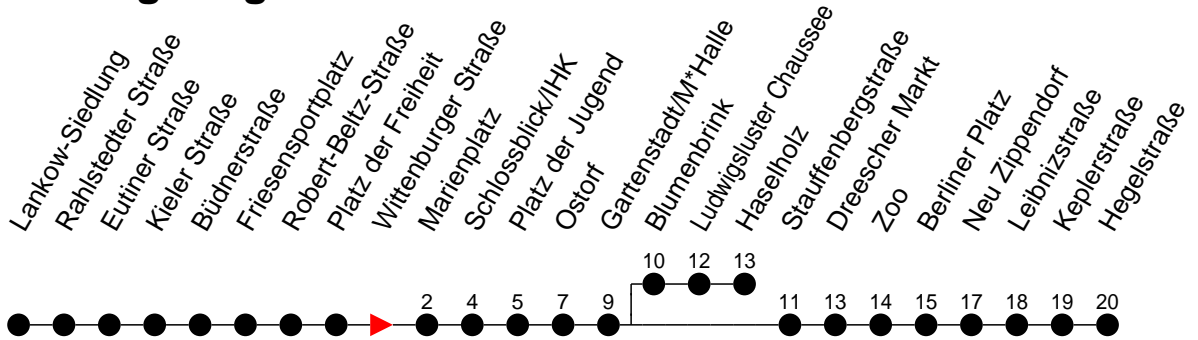 Lankow-Siedlung
Rahlstedter Straße
Eutiner Straße
Kieler Straße
Büdnerstraße
Friesensportplatz
Robert-Beltz-Straße
Platz der Freiheit
Wittenburger Straße
Marienplatz
Schlossblick/IHK
Platz der Jugend
Ostorf
Gartenstadt/M*Halle
Blumenbrink
Ludwigsluster Chaussee
Haselholz
Stauffenbergstraße
Dreescher Markt
Zoo
Berliner Platz
Neu Zippendorf
Leibnizstraße
Keplerstraße
Hegelstraße
10 12 13
2 4 5 7 9 11 13 14 15 17 18 19 20